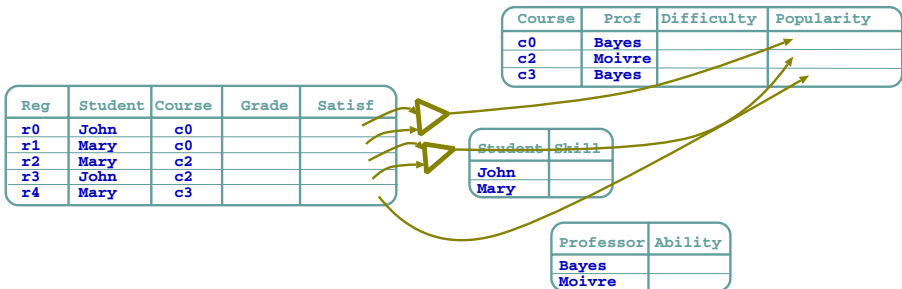 Course Prof Difficulty Popularity
c0 Bayes
c2 Moivre
c3 Bayes
Reg Student Course Grade Satisf
r0 John c0
r1 Mary c0
r2 Mary c2
r3 John c2
r4 Mary c3
Student Skill
John
Mary
Professor Ability
Bayes
Moivre